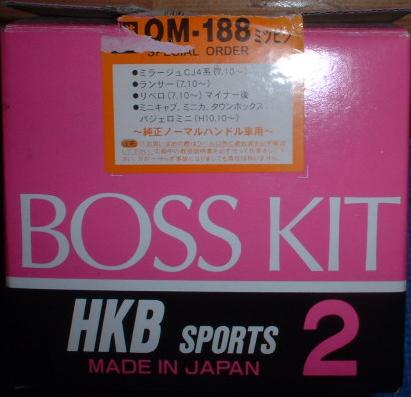 OM-188 ミツビシ
SPECIAL ORDER
●ミラージュCJ4系(7.10〜)
●ランサー(7.10〜)
●リベロ(7.10〜)マイナー後
●ミニキャブ、ミニカ、タウンボックス
パジェロミニ(H10.10〜)
〜純正ノーマルハンドル車用〜
BOSS KIT
HKB SPORTS 2
MADE IN JAPAN